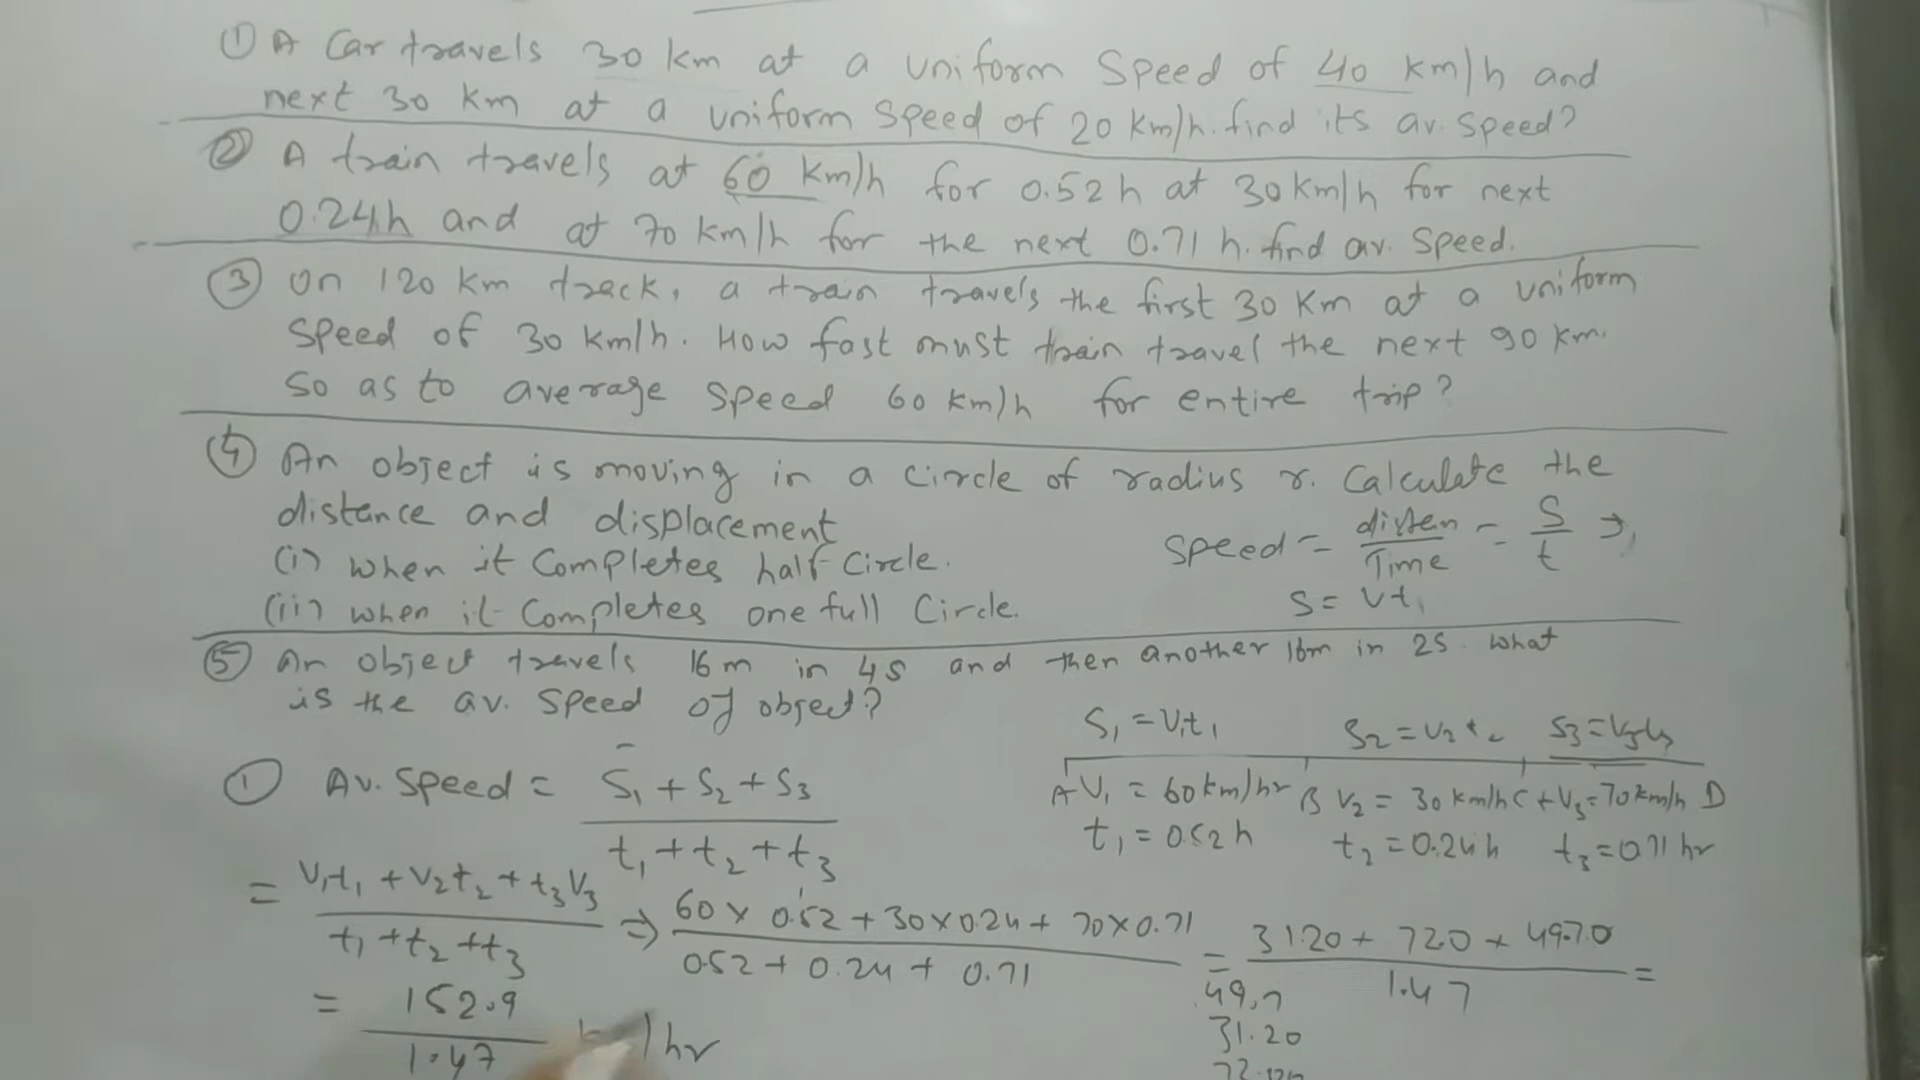 ① A Car travels 30 km at a uniform Speed of 40 km/h and
next 30 km at a uniform Speed of 20 km/h. find its av. speed?
② A train travels at 60 km/h for 0.52 h at 30 km/h for next
0.24h and at 70 km/h for the next 0.71 h. find av. Speed.
③ On 120 km track, a train travels the first 30 km at a uniform
Speed of 30 km/h. How fast must train travel the next 90 km.
So as to average speed 60 km/h for entire trip?
④ An object is moving in a circle of radius r. Calculate the
distance and displacement
(i) when it Completes half Circle.
(ii) when it Completes one full Circle.
Speed = disten/Time = S/t ⇒
S = Vt,
⑤ An object travels 16m in 4s and then another 16m in 2s. What
is the av. Speed of object?
S₁ = V₁t₁ S₂ = V₂t₂ S₃ = V₃t₃
A V₁ = 60 km/hr B V₂ = 30 km/h C + V₃ = 70 km/h D
t₁ = 0.52 h t₂ = 0.24 h t₃ = 0.71 hr
① Av. Speed = S₁ + S₂ + S₃
t₁ + t₂ + t₃
= V₁t₁ + V₂t₂ + t₃V₃
t₁ + t₂ + t₃
⇒ 60 × 0.52 + 30 × 0.24 + 70 × 0.71
0.52 + 0.24 + 0.71
= 31.20 + 720 + 49.70
1.47 =
= 152.9
1.47 /hr
49.7
31.20